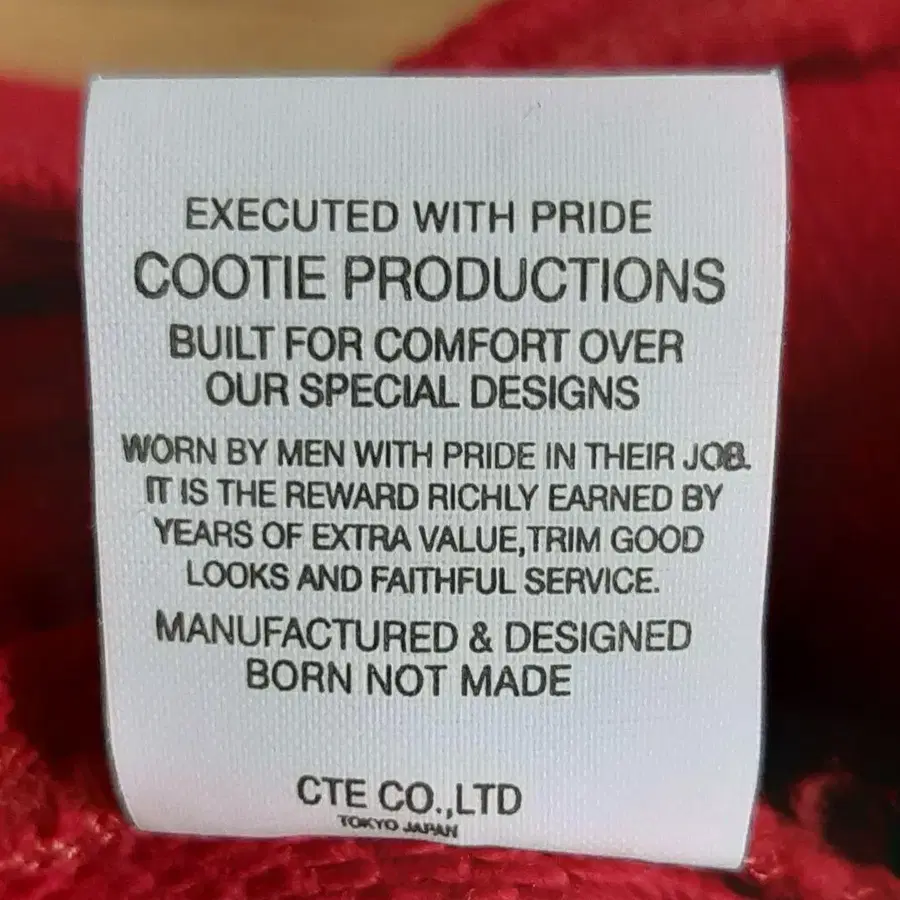 EXECUTED WITH PRIDE
COOTIE PRODUCTIONS
BUILT FOR COMFORT OVER
OUR SPECIAL DESIGNS
WORN BY MEN WITH PRIDE IN THEIR JOB.
IT IS THE REWARD RICHLY EARNED BY
YEARS OF EXTRA VALUE,TRIM GOOD
LOOKS AND FAITHFUL SERVICE.
MANUFACTURED & DESIGNED
BORN NOT MADE
CTE CO.,LTD
TOKYO JAPAN